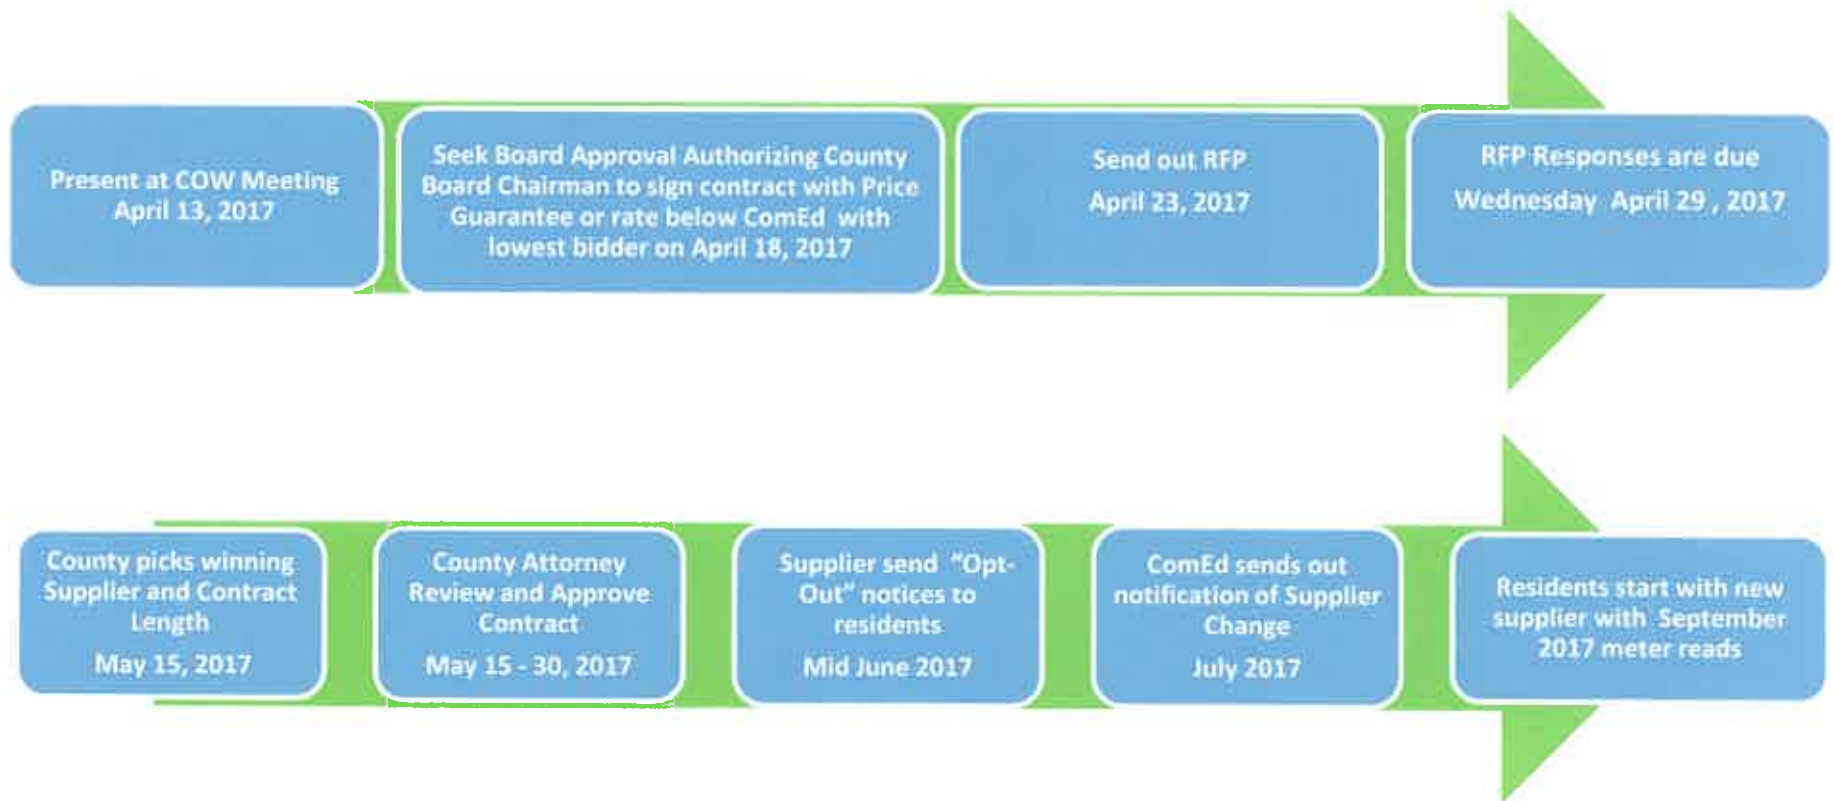 Present at COW Meeting
April 13, 2017
Seek Board Approval Authorizing County
Board Chairman to sign contract with Price
Guarantee or rate below ComEd with
lowest bidder on April 18, 2017
Send out RFP
April 23, 2017
RFP Responses are due
Wednesday April 29 , 2017
County picks winning
Supplier and Contract
Length
May 15, 2017
County Attorney
Review and Approve
Contract
May 15 - 30, 2017
Supplier send "Opt-
Out" notices to
residents
Mid June 2017
ComEd sends out
notification of Supplier
Change
July 2017
Residents start with new
supplier with September
2017 meter reads